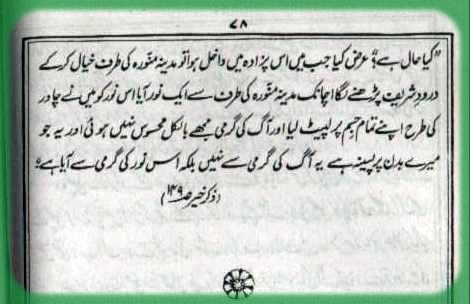 ۷۸
"کیا حال ہے؟" عرض کیا جب میں اس پزادہ میں داخل ہوا تو مدینہ منورہ کی طرف خیال کر کے
درود شریف پڑھنے لگا اچانک مدینہ منورہ کی طرف سے ایک نور آیا اس نور کو میں نے چادر
کی طرح اپنے تمام جسم پر لپیٹ لیا اور آگ کی گرمی مجھے بالکل محسوس نہیں ہوئی اور یہ جو
میرے بدن پر پسینہ ہے یہ آگ کی گرمی سے نہیں بلکہ اس نور کی گرمی سے آیا ہے؛
(ذکر خیر صہ ۱۴۹)